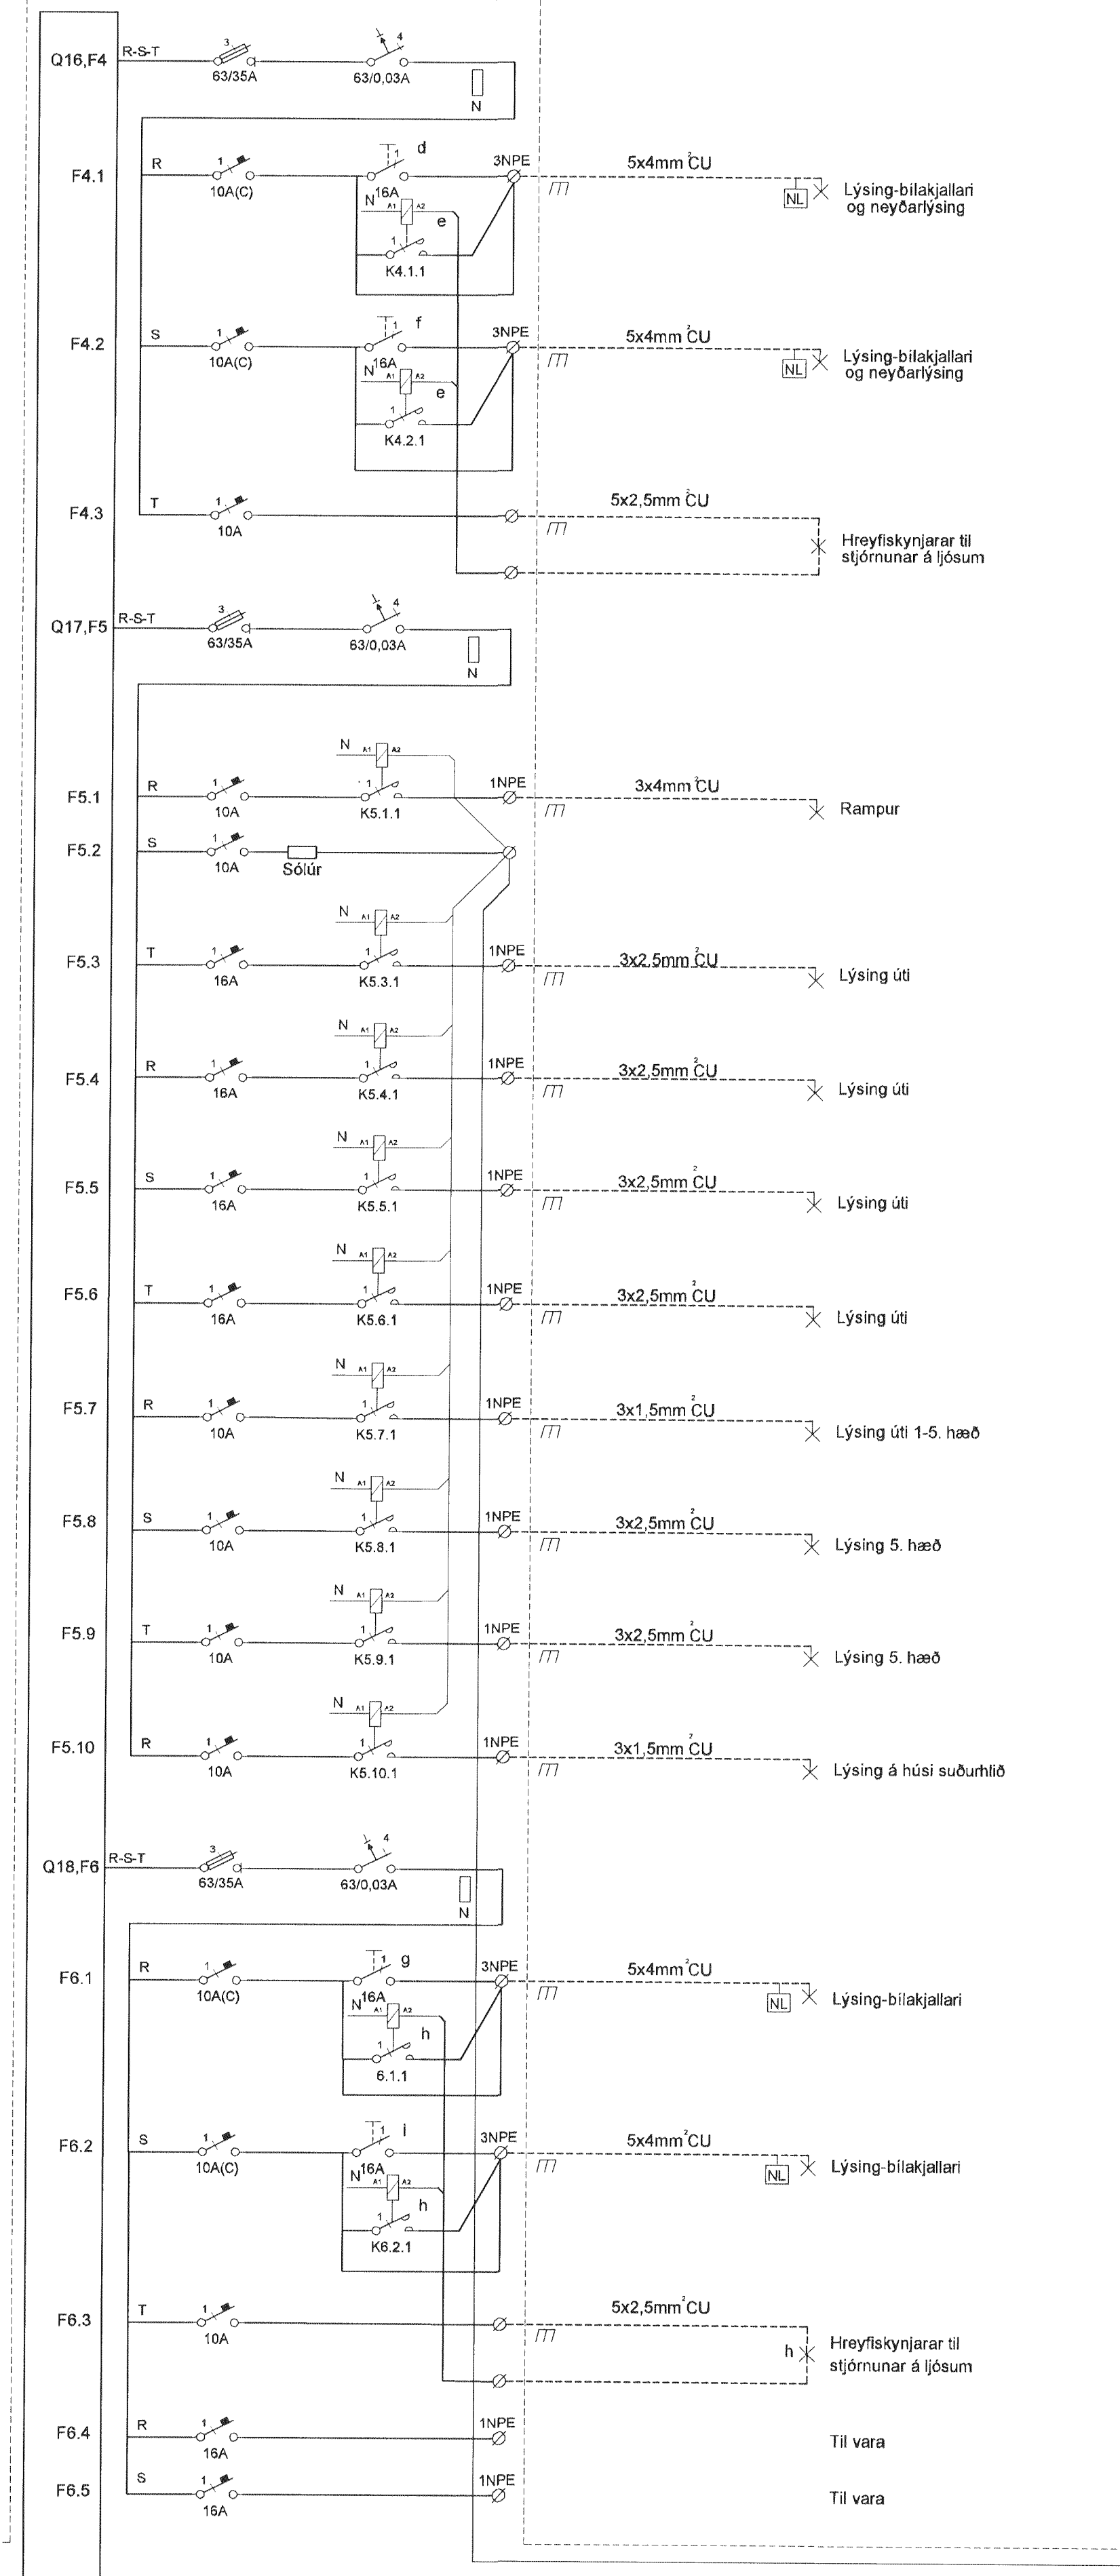 Q16,F4 R-S-T 3 4
63/35A 63/0,03A
N
F4.1 R 1 1 d 3NPE 5x4mm²CU
10A(C) 16A NL Lýsing-bílakjallari
og neyðarlýsing
N A1 A2 e
1
K4.1.1
F4.2 S 1 1 f 3NPE 5x4mm²CU
10A(C) 16A NL Lýsing-bílakjallari
og neyðarlýsing
N A1 A2 e
1
K4.2.1
F4.3 T 1 5x2,5mm²CU
10A
Hreyfiskynjarar til
stjórnunar á ljósum
Q17,F5 R-S-T 3 4
63/35A 63/0,03A
N
N A1 A2
F5.1 R 1 1 1NPE 3x4mm²CU
10A K5.1.1 Rampur
F5.2 S 1
10A Sólúr
N A1 A2
F5.3 T 1 1 1NPE 3x2,5mm²CU
16A K5.3.1 Lýsing úti
N A1 A2
F5.4 R 1 1 1NPE 3x2,5mm²CU
16A K5.4.1 Lýsing úti
N A1 A2
F5.5 S 1 1 1NPE 3x2,5mm²CU
16A K5.5.1 Lýsing úti
N A1 A2
F5.6 T 1 1 1NPE 3x2,5mm²CU
16A K5.6.1 Lýsing úti
N A1 A2
F5.7 R 1 1 1NPE 3x1,5mm²CU
10A K5.7.1 Lýsing úti 1-5. hæð
N A1 A2
F5.8 S 1 1 1NPE 3x2,5mm²CU
10A K5.8.1 Lýsing 5. hæð
N A1 A2
F5.9 T 1 1 1NPE 3x2,5mm²CU
10A K5.9.1 Lýsing 5. hæð
N A1 A2
F5.10 R 1 1 1NPE 3x1,5mm²CU
10A K5.10.1 Lýsing á húsi suðurhlið
Q18,F6 R-S-T 3 4
63/35A 63/0,03A
N
F6.1 R 1 1 g 3NPE 5x4mm²CU
10A(C) 16A NL Lýsing-bílakjallari
N A1 A2 h
1
6.1.1
F6.2 S 1 1 i 3NPE 5x4mm²CU
10A(C) 16A NL Lýsing-bílakjallari
N A1 A2 h
1
K6.2.1
F6.3 T 1 5x2,5mm²CU
10A
h Hreyfiskynjarar til
stjórnunar á ljósum
F6.4 R 1 1NPE
16A Til vara
F6.5 S 1 1NPE
16A Til vara